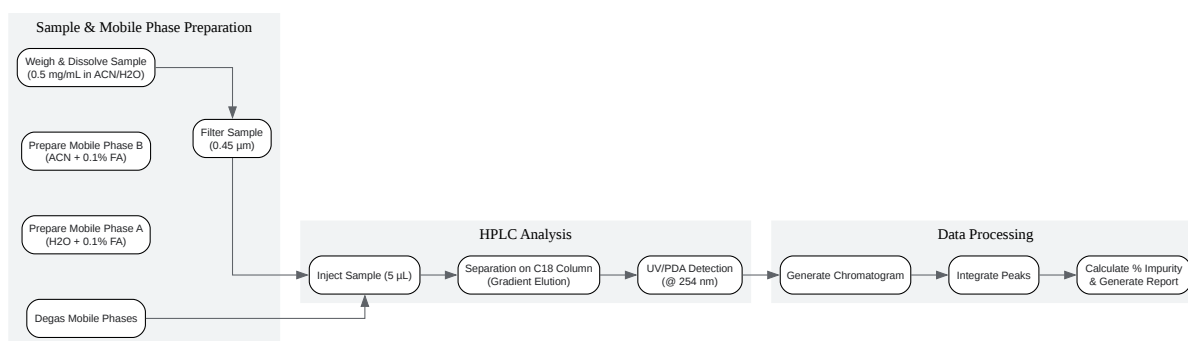 Sample & Mobile Phase Preparation
Weigh & Dissolve Sample
(0.5 mg/mL in ACN/H2O)
Filter Sample
(0.45 µm)
Prepare Mobile Phase B
(ACN + 0.1% FA)
Prepare Mobile Phase A
(H2O + 0.1% FA)
Degas Mobile Phases
HPLC Analysis
Inject Sample (5 µL)
Separation on C18 Column
(Gradient Elution)
UV/PDA Detection
(@ 254 nm)
Data Processing
Generate Chromatogram
Integrate Peaks
Calculate % Impurity
& Generate Report